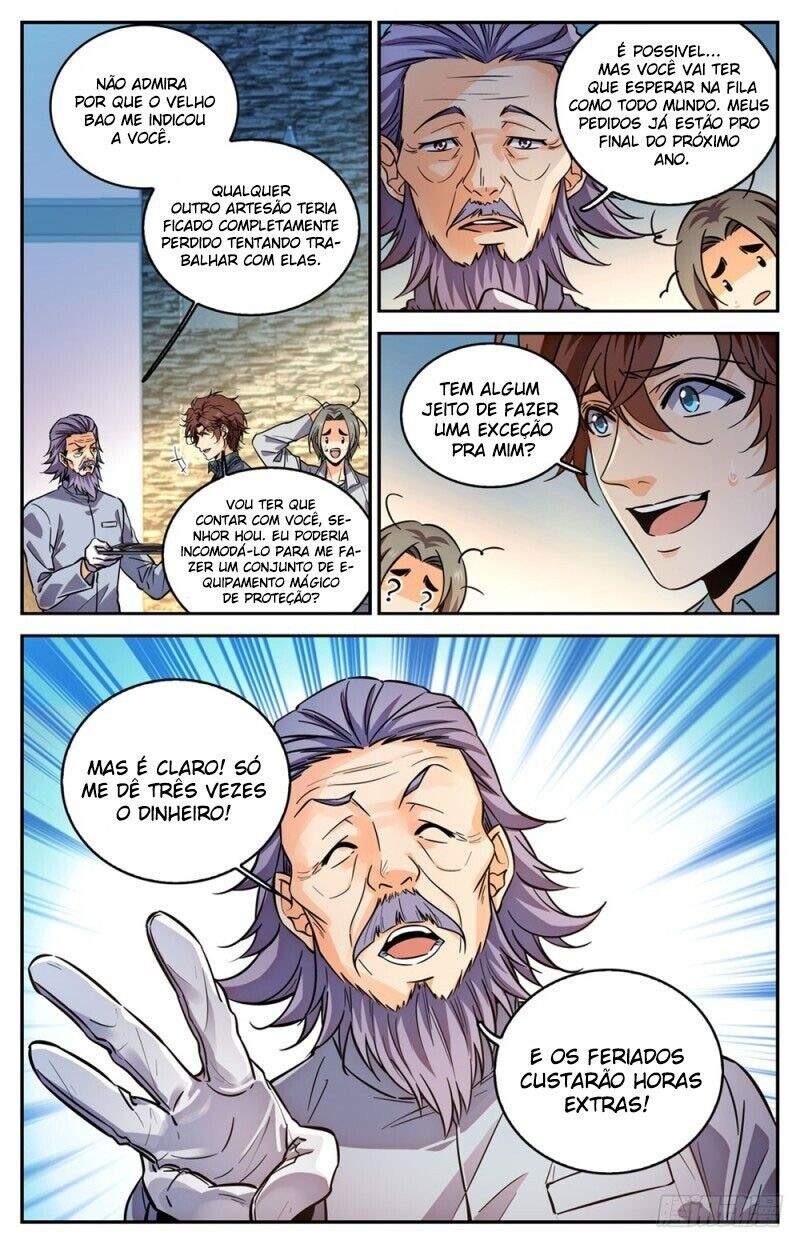 NÃO ADMIRA
POR QUE O VELHO
BAO ME INDICOU
A VOCÊ.
QUALQUER
OUTRO ARTESÃO TERIA
FICADO COMPLETAMENTE
PERDIDO TENTANDO TRA-
BALHAR COM ELAS.
VOU TER QUE
CONTAR COM VOCÊ, SE-
NHOR HOU. EU PODERIA
INCOMODÁ-LO PARA ME FA-
ZER UM CONJUNTO DE E-
QUIPAMENTO MÁGICO
DE PROTEÇÃO?
É POSSIVEL...
MAS VOCÊ VAI TER
QUE ESPERAR NA FILA
COMO TODO MUNDO. MEUS
PEDIDOS JÁ ESTÃO PRO
FINAL DO PRÓXIMO
ANO.
TEM ALGUM
JEITO DE FAZER
UMA EXCEÇÃO
PRA MIM?
? ?
MAS É CLARO! SÓ
ME DÊ TRÊS VEZES
O DINHEIRO!
E OS FERIADOS
CUSTARÃO HORAS
EXTRAS!